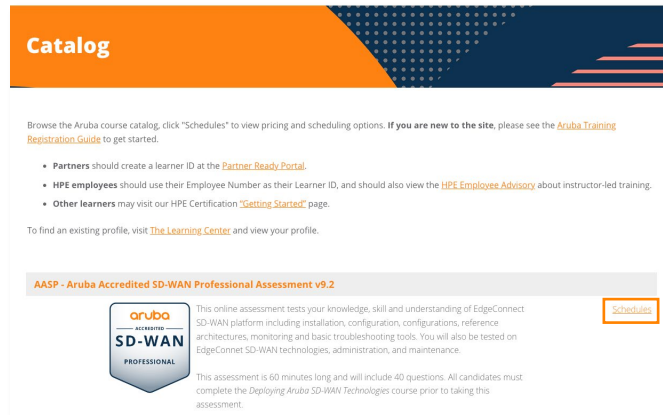 Catalog
Browse the Aruba course catalog, click "Schedules" to view pricing and scheduling options. If you are new to the site, please see the Aruba Training
Registration Guide to get started.
• Partners should create a learner ID at the Partner Ready Portal.
• HPE employees should use their Employee Number as their Learner ID, and should also view the HPE Employee Advisory about instructor-led training.
• Other learners may visit our HPE Certification "Getting Started" page.
To find an existing profile, visit The Learning Center and view your profile.
AASP - Aruba Accredited SD-WAN Professional Assessment v9.2
aruba
ACCREDITED
SD-WAN
PROFESSIONAL
This online assessment tests your knowledge, skill and understanding of EdgeConnect
SD-WAN platform including installation, configuration, configurations, reference
architectures, monitoring and basic troubleshooting tools. You will also be tested on
EdgeConnet SD-WAN technologies, administration, and maintenance.
This assessment is 60 minutes long and will include 40 questions. All candidates must
complete the Deploying Aruba SD-WAN Technologies course prior to taking this
assessment.
Schedules